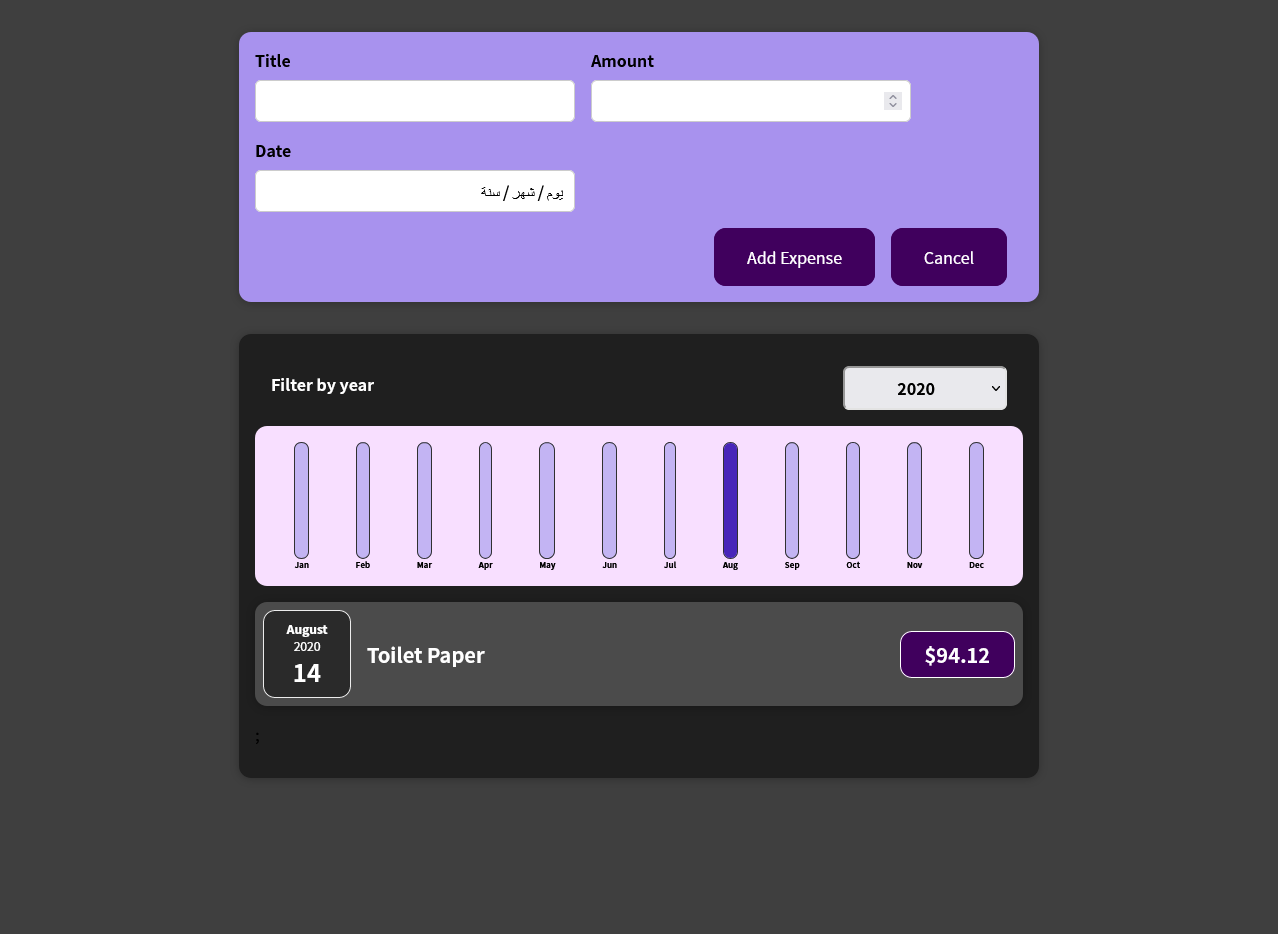 Title
Amount
Date
يوم / شهر / سنة
Add Expense
Cancel
Filter by year
2020
Jan
Feb
Mar
Apr
May
Jun
Jul
Aug
Sep
Oct
Nov
Dec
August
2020
14
Toilet Paper
$94.12
;